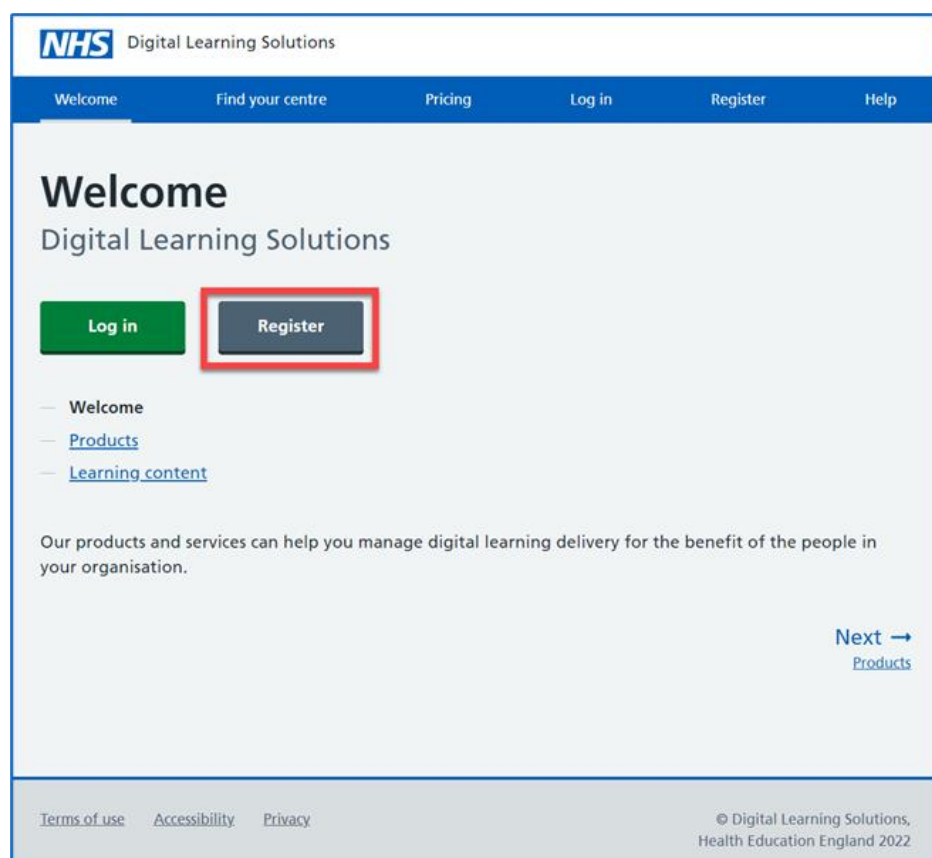 NHS Digital Learning Solutions
Welcome Find your centre Pricing Log in Register Help
Welcome
Digital Learning Solutions
Log in Register
Welcome
Products
Learning content
Our products and services can help you manage digital learning delivery for the benefit of the people in
your organisation.
Next →
Products
Terms of use Accessibility Privacy
© Digital Learning Solutions,
Health Education England 2022